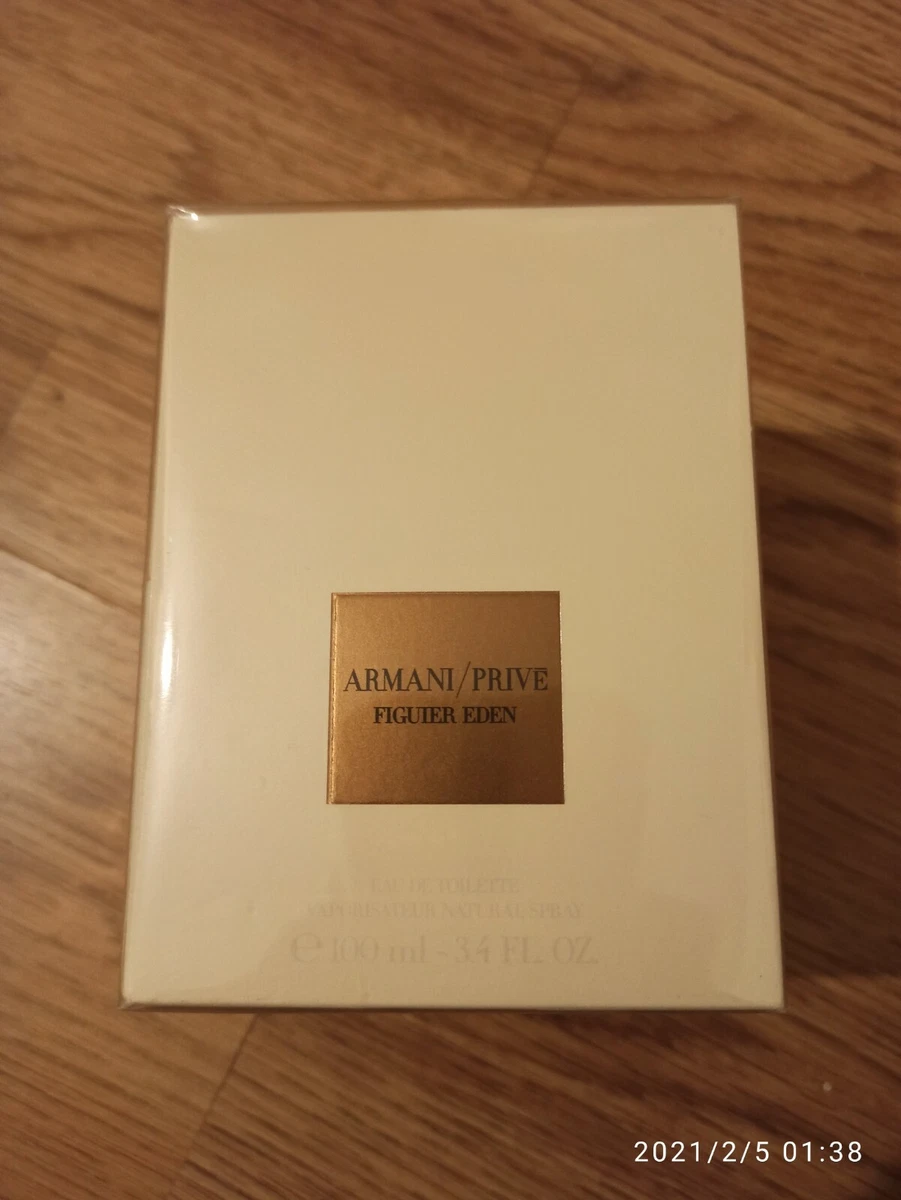 ARMANI/PRIVĒ
FIGUIER EDEN
EAU DE TOILETTE
VAPORISATEUR NATURAL SPRAY
℮ 100 ml - 3.4 FL. OZ.
2021/2/5 01:38